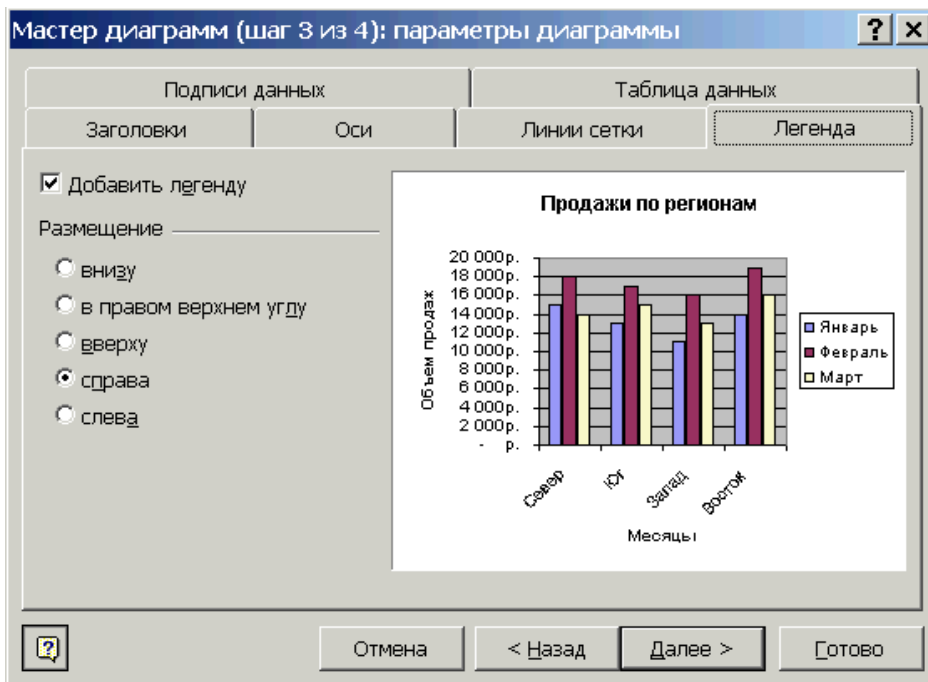 Мастер диаграмм (шаг 3 из 4): параметры диаграммы
Подписи данных
Таблица данных
Заголовки
Оси
Линии сетки
Легенда
Добавить легенду
Размещение
внизу
в правом верхнем углу
вверху
справа
слева
Продажи по регионам
Объем продаж
20 000р.
18 000р.
16 000р.
14 000р.
12 000р.
10 000р.
8 000р.
6 000р.
4 000р.
2 000р.
- р.
Север
Юг
Запад
Восток
Месяцы
Январь
Февраль
Март
Отмена
< Назад
Далее >
Готово